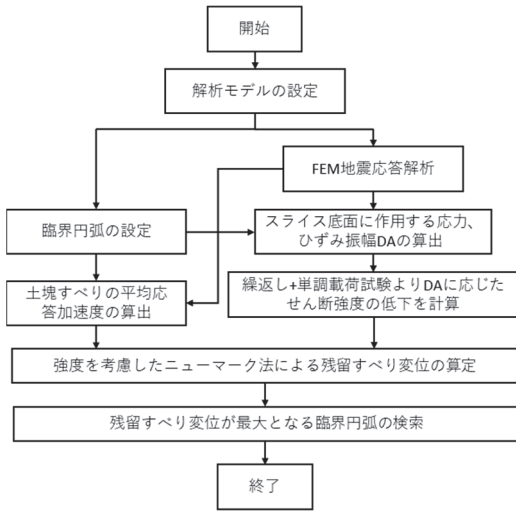 開始
解析モデルの設定
FEM地震応答解析
臨界円弧の設定
スライス底面に作用する応力、
ひずみ振幅DAの算出
土塊すべりの平均応
答加速度の算出
繰返し+単調載荷試験よりDAに応じた
せん断強度の低下を計算
強度を考慮したニューマーク法による残留すべり変位の算定
残留すべり変位が最大となる臨界円弧の検索
終了